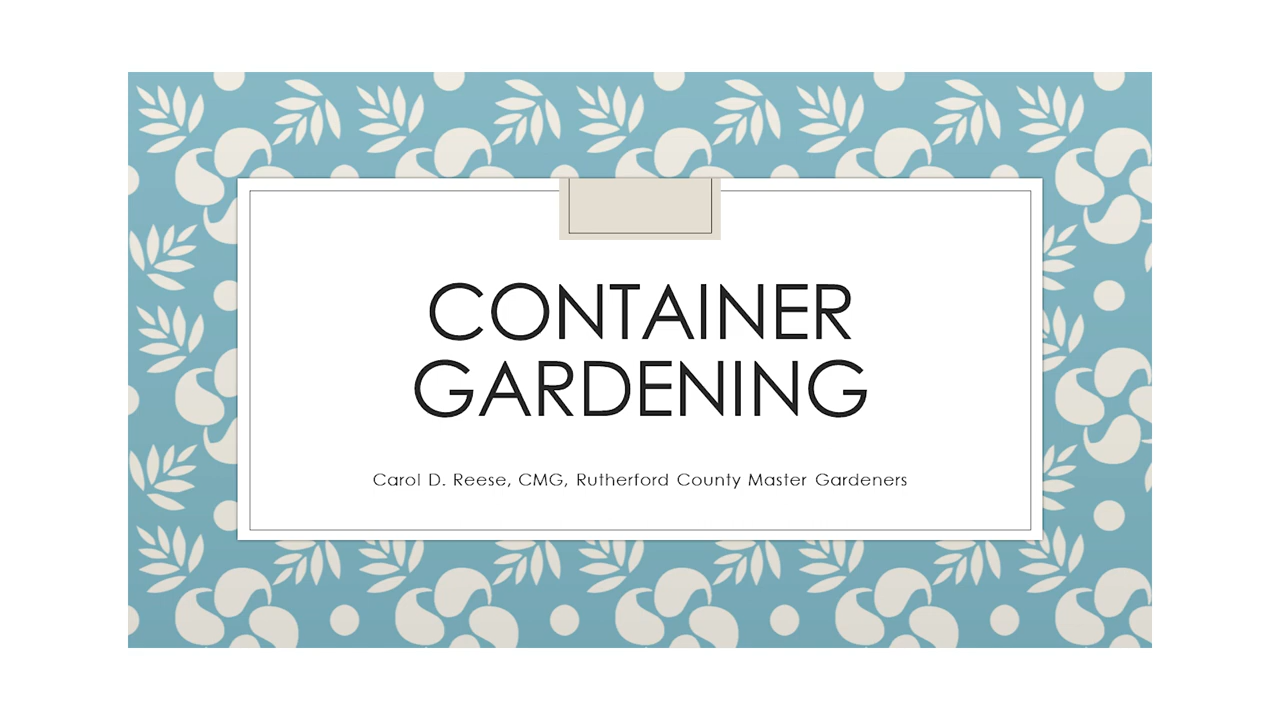 CONTAINER
GARDENING
Carol D. Reese, CMG, Rutherford County Master Gardeners